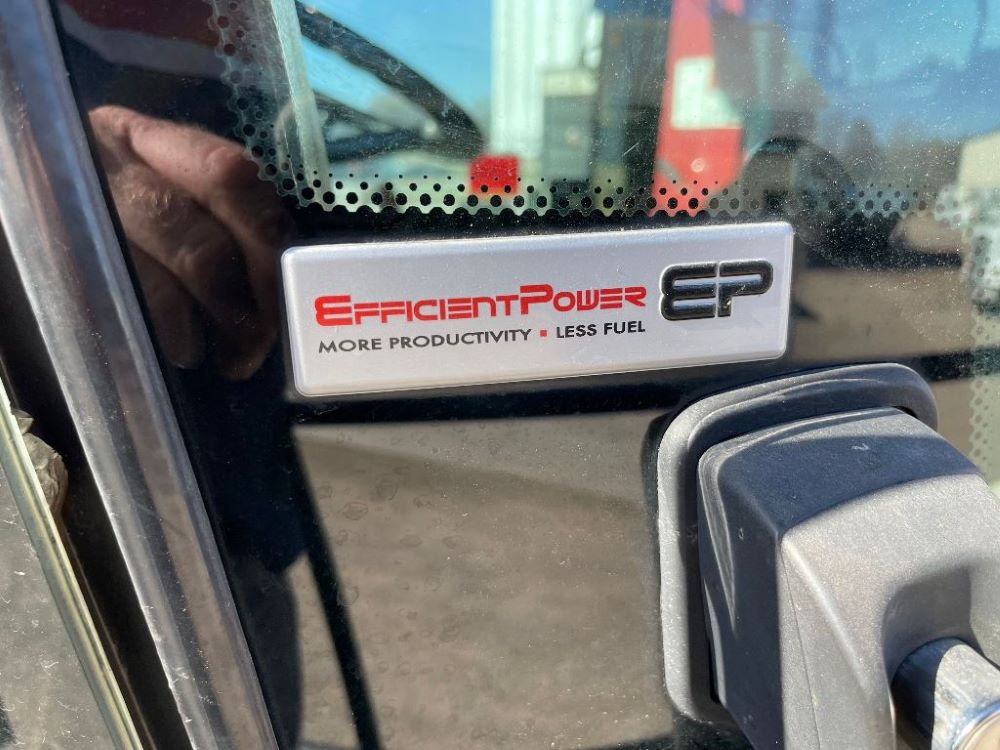 EFFICIENTPOWER EP
MORE PRODUCTIVITY ▪ LESS FUEL